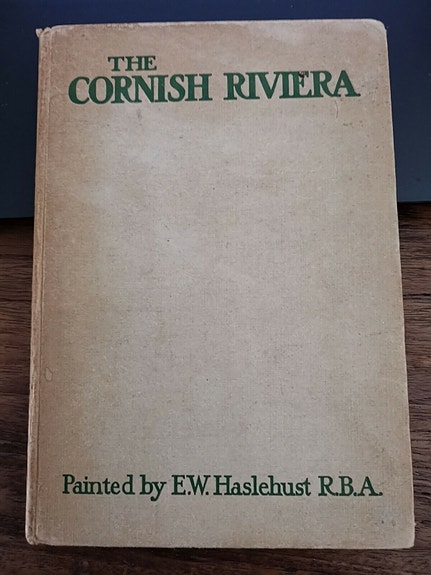 THE
CORNISH RIVIERA
Painted by E.W. Haslehust R.B.A.